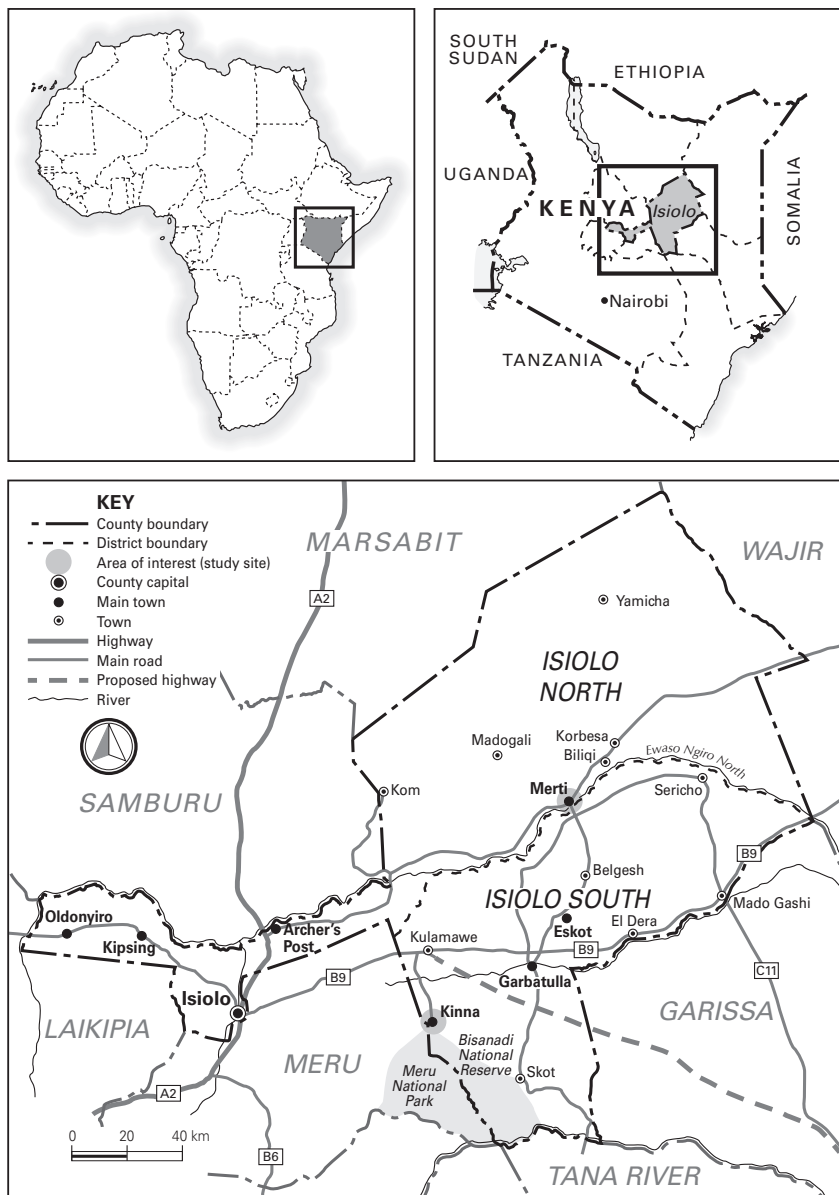 SOUTH
SUDAN
ETHIOPIA
UGANDA
KENYA
Isiolo
SOMALIA
Nairobi
TANZANIA
KEY
County boundary
District boundary
Area of interest (study site)
County capital
Main town
Town
Highway
Main road
Proposed highway
River
MARSABIT
WAJIR
A2
Yamicha
ISIOLO
NORTH
Madogali
Korbesa
Biliqi
Ewaso Ngiro North
SAMBURU
Kom
Merti
Sericho
B9
Belgesh
ISIOLO SOUTH
Mado Gashi
Oldonyiro
Kipsing
Archer's
Post
Kulamawe
Eskot
El Dera
B9
B9
Garbatulla
C11
Isiolo
GARISSA
LAIKIPIA
Kinna
MERU
Bisanadi
National
Reserve
Meru
National
Park
Skot
A2
0 20 40 km
B6
TANA RIVER